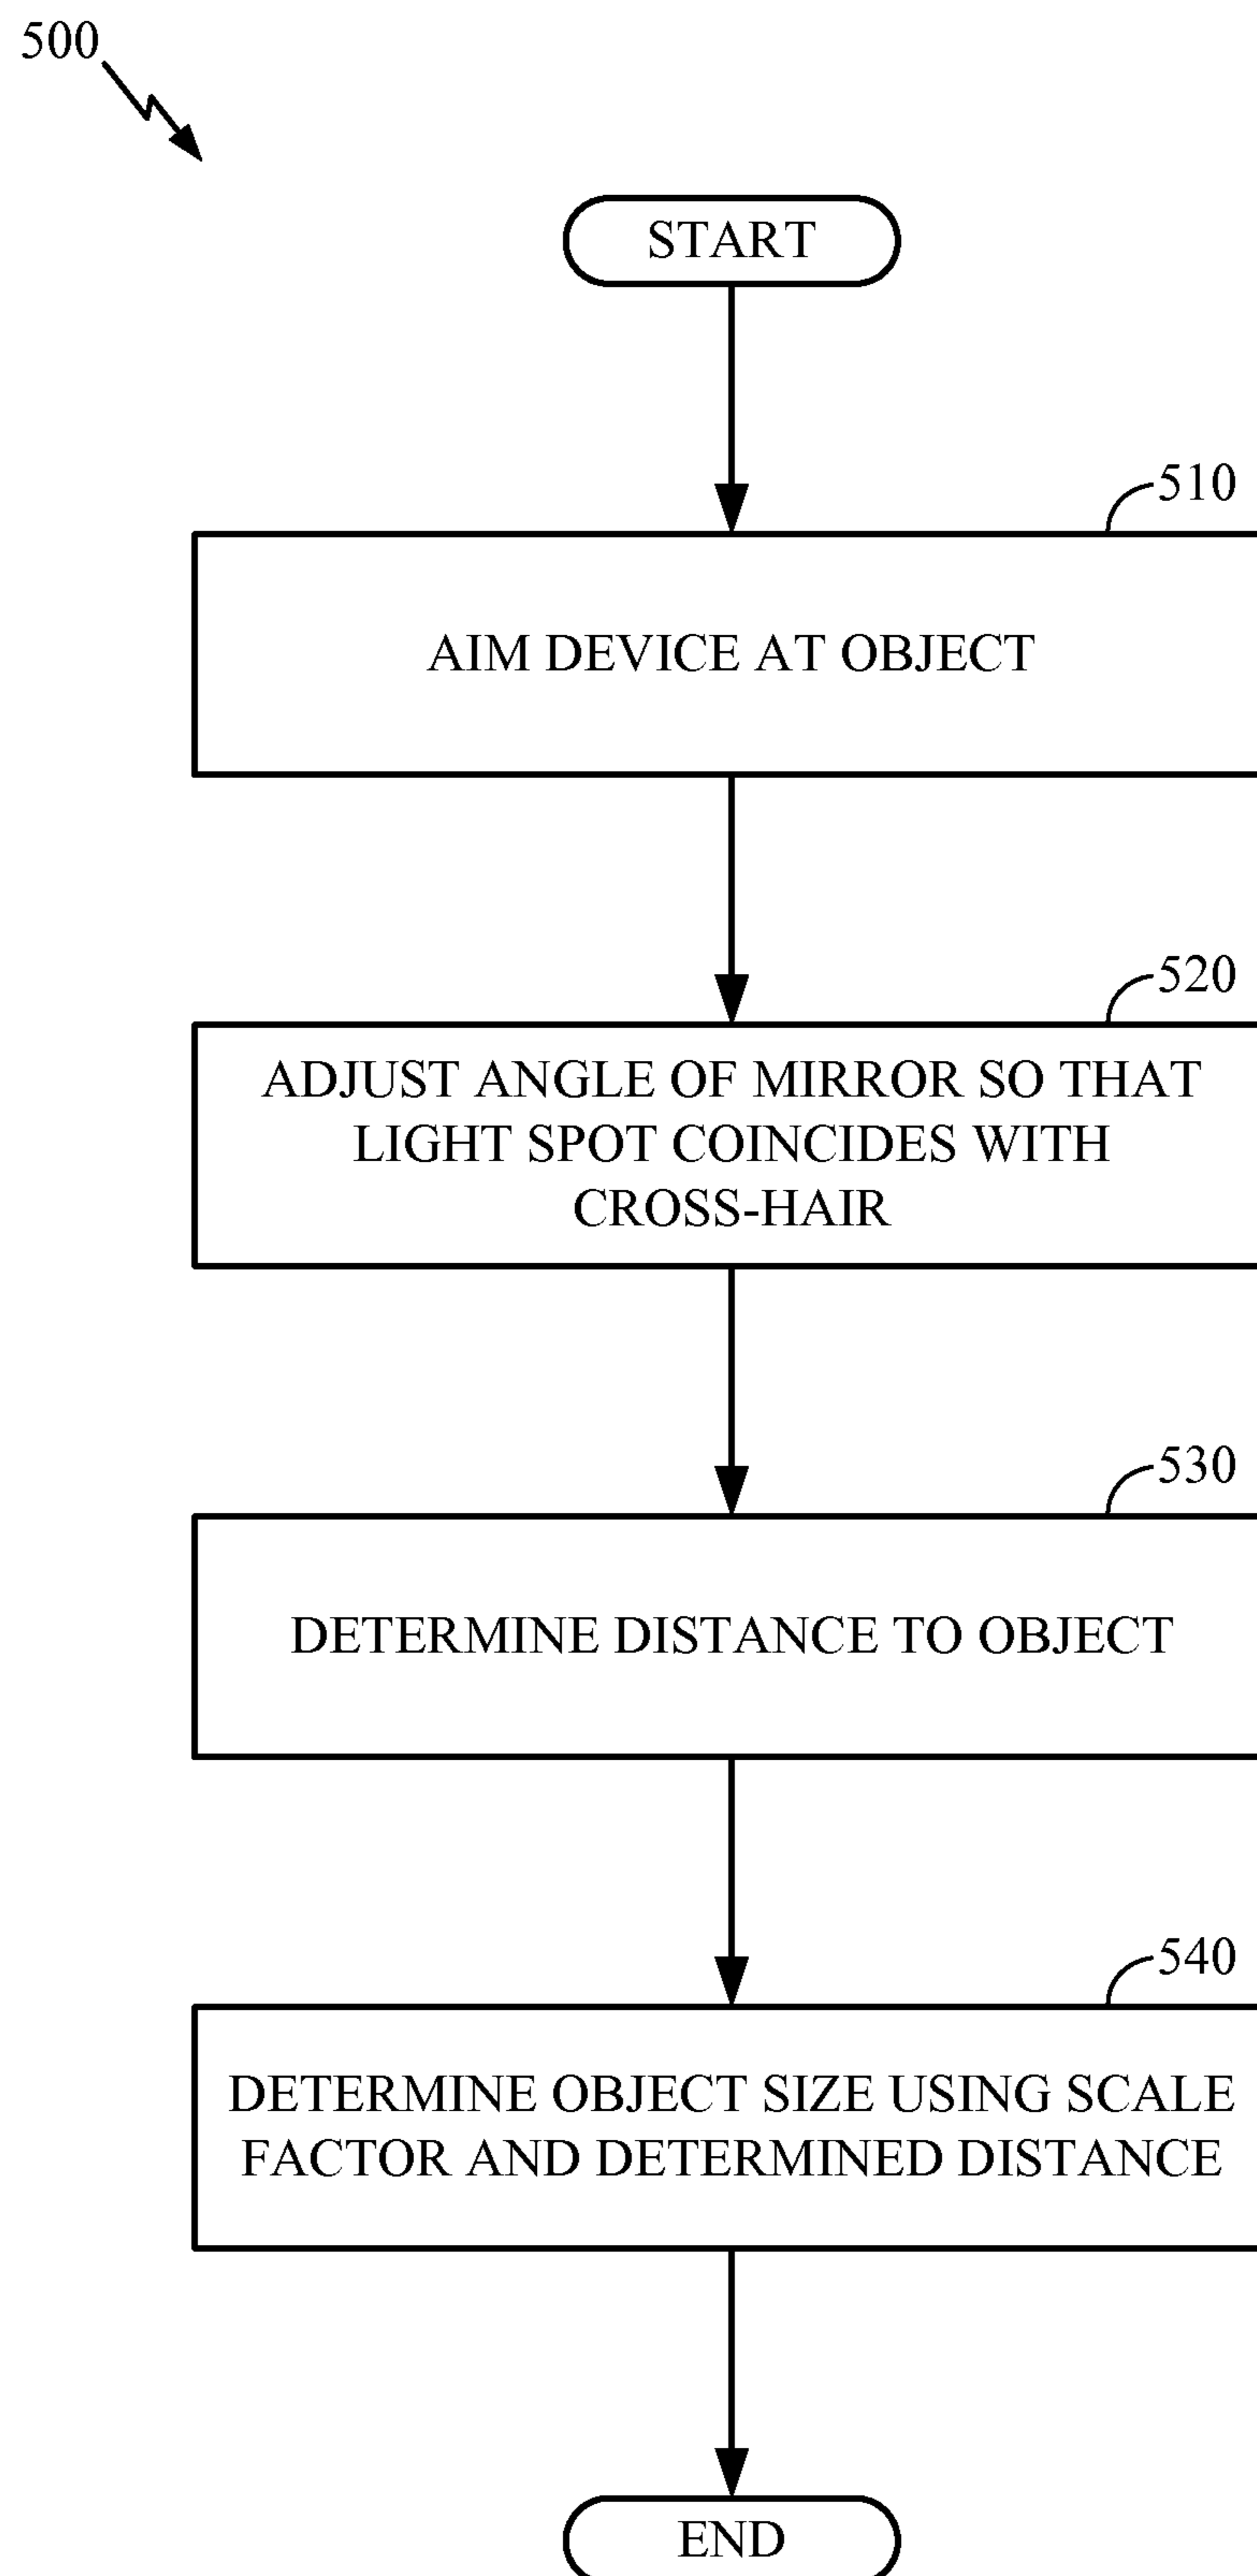 500
START
510
AIM DEVICE AT OBJECT
520
ADJUST ANGLE OF MIRROR SO THAT
LIGHT SPOT COINCIDES WITH
CROSS-HAIR
530
DETERMINE DISTANCE TO OBJECT
540
DETERMINE OBJECT SIZE USING SCALE
FACTOR AND DETERMINED DISTANCE
END